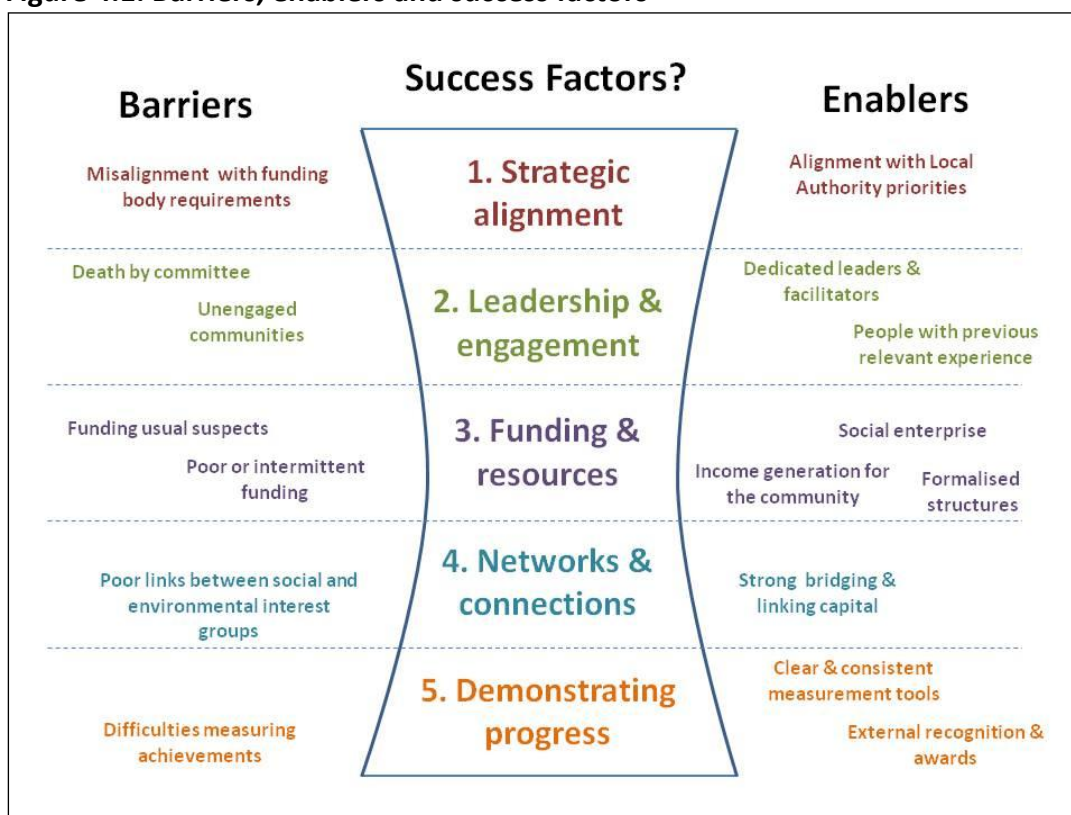 Success Factors?
Barriers
Enablers
Misalignment with funding
body requirements
1. Strategic
alignment
Alignment with Local
Authority priorities
Death by committee
Unengaged
communities
2. Leadership &
engagement
Dedicated leaders &
facilitators
People with previous
relevant experience
Funding usual suspects
Poor or intermittent
funding
3. Funding &
resources
Social enterprise
Income generation for
the community
Formalised
structures
Poor links between social and
environmental interest
groups
4. Networks &
connections
Strong bridging &
linking capital
Difficulties measuring
achievements
5. Demonstrating
progress
Clear & consistent
measurement tools
External recognition &
awards